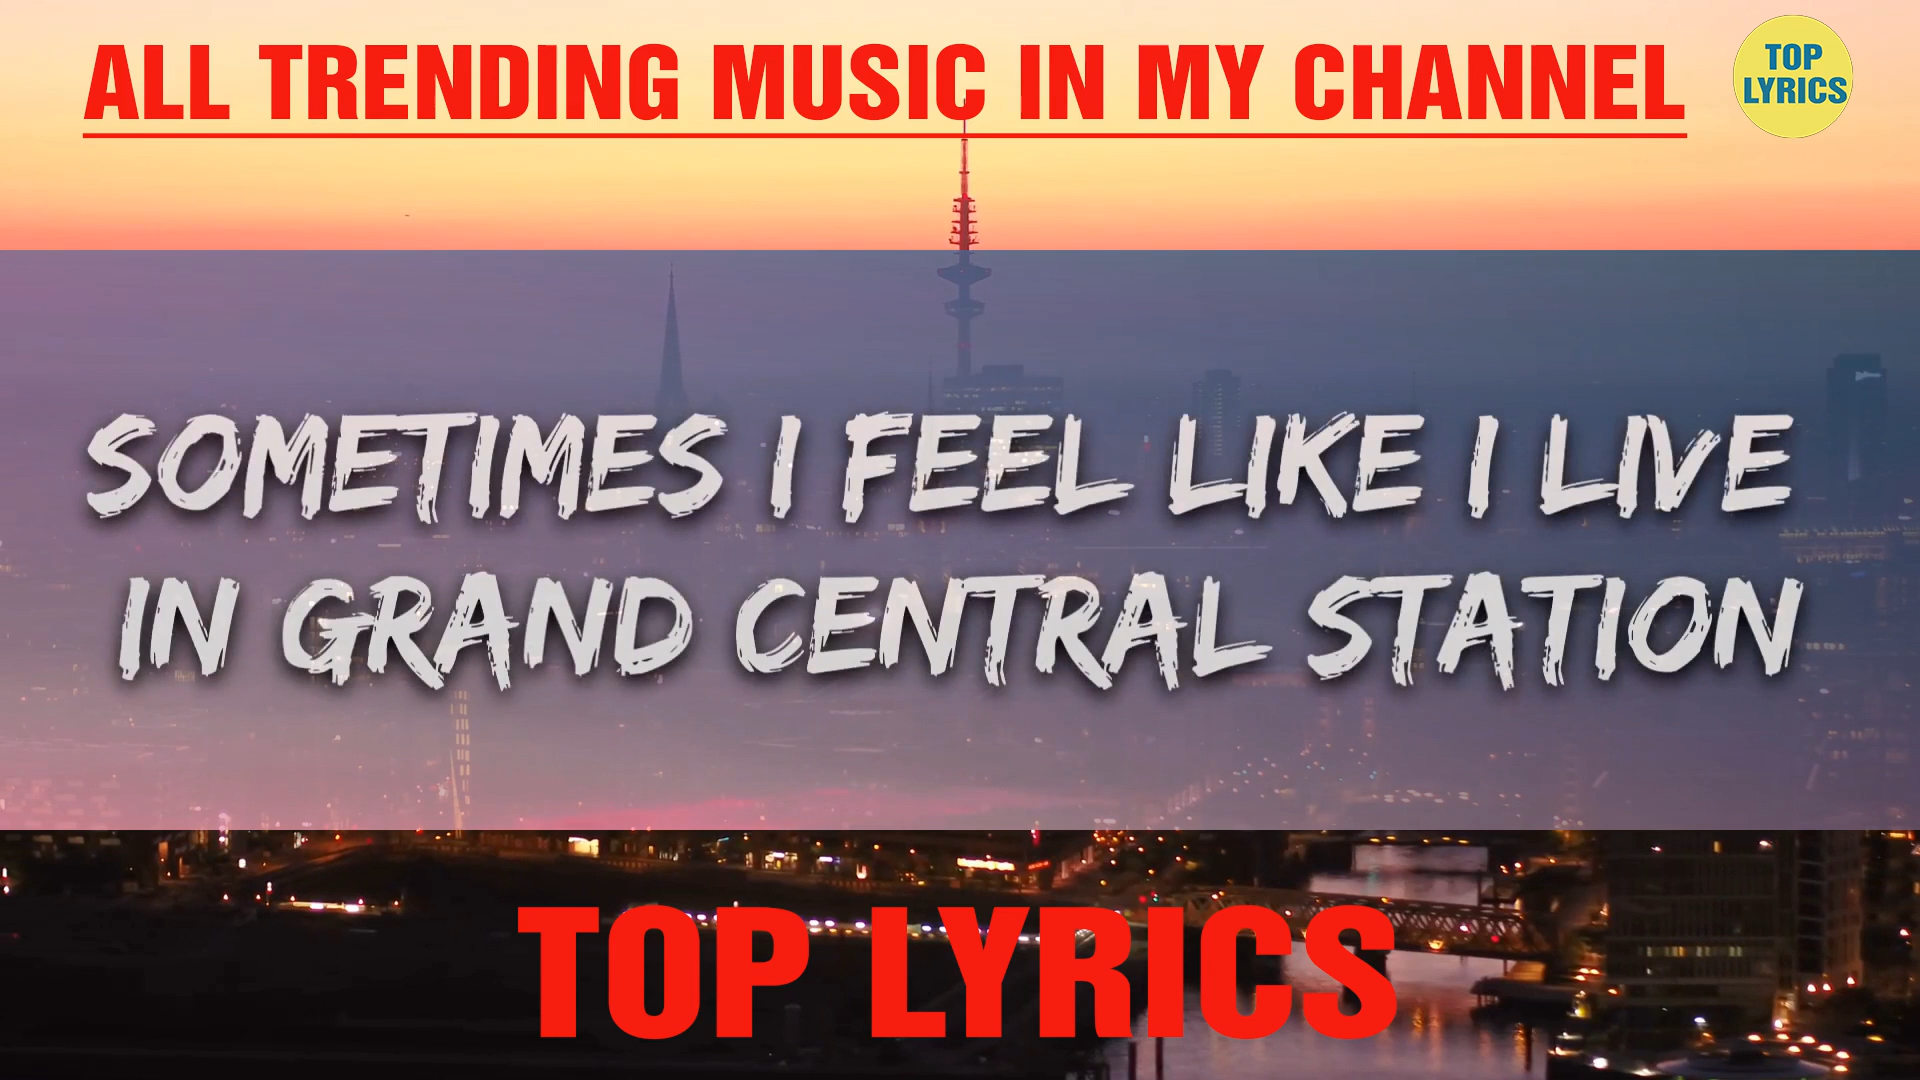 ALL TRENDING MUSIC IN MY CHANNEL
TOP
LYRICS
SOMETIMES I FEEL LIKE I LIVE
IN GRAND CENTRAL STATION
TOP LYRICS